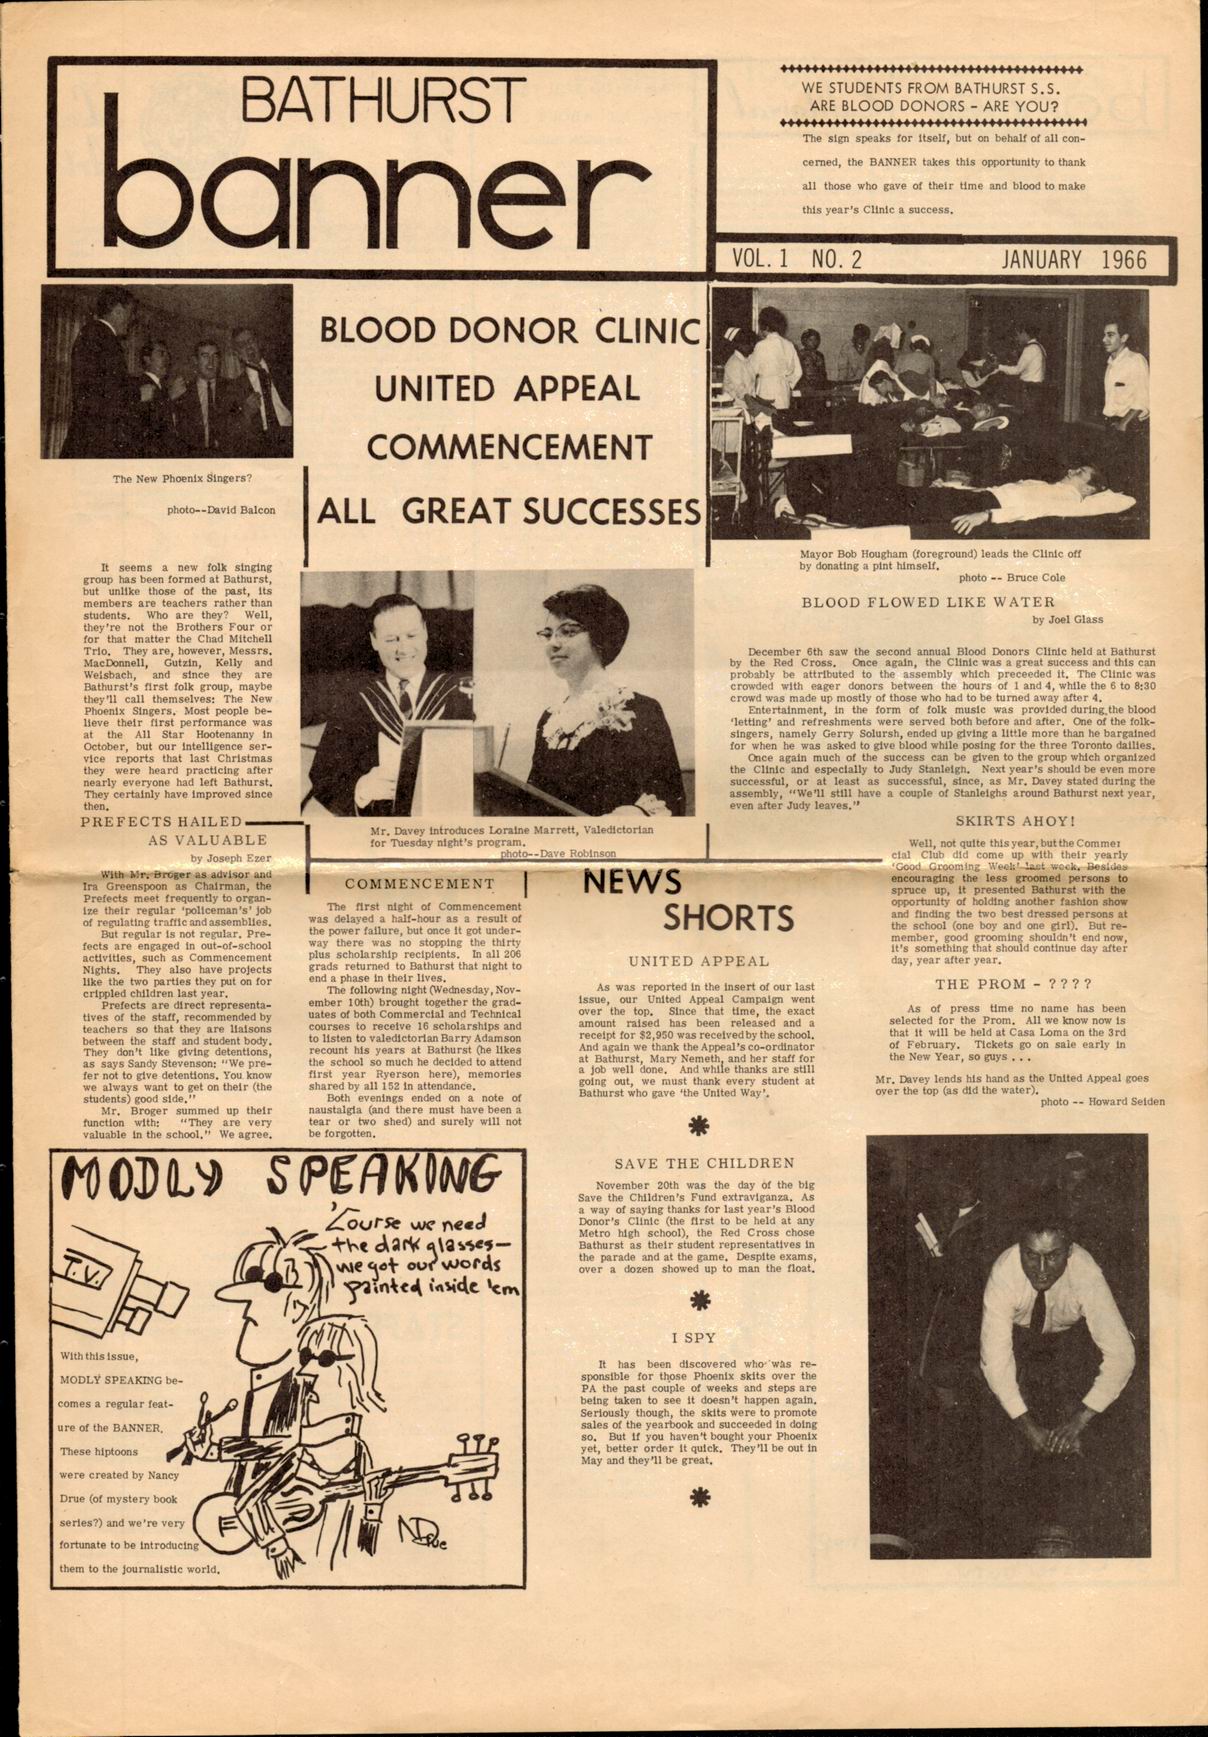 BATHURST
banner
WE STUDENTS FROM BATHURST S.S.
ARE BLOOD DONORS - ARE YOU?
The sign speaks for itself, but on behalf of all con-
cerned, the BANNER takes this opportunity to thank
all those who gave of their time and blood to make
this year's Clinic a success.
VOL. 1 NO. 2 JANUARY 1966
BLOOD DONOR CLINIC
UNITED APPEAL
COMMENCEMENT
ALL GREAT SUCCESSES
The New Phoenix Singers?
photo--David Balcon
It seems a new folk singing
group has been formed at Bathurst,
but unlike those of the past, its
members are teachers rather than
students. Who are they? Well,
they're not the Brothers Four or
for that matter the Chad Mitchell
Trio. They are, however, Messrs.
MacDonnell, Gutzin, Kelly and
Weisbach, and since they are
Bathurst's first folk group, maybe
they'll call themselves: The New
Phoenix Singers. Most people be-
lieve their first performance was
at the All Star Hootenanny in
October, but our intelligence ser-
vice reports that last Christmas
they were heard practicing after
nearly everyone had left Bathurst.
They certainly have improved since
then.
PREFECTS HAILED
AS VALUABLE
by Joseph Ezer
With Mr. Broger as advisor and
Ira Greenspoon as Chairman, the
Prefects meet frequently to organ-
ize their regular 'policeman's' job
of regulating traffic and assemblies.
But regular is not regular. Pre-
fects are engaged in out-of-school
activities, such as Commencement
Nights. They also have projects
like the two parties they put on for
crippled children last year.
Prefects are direct representa-
tives of the staff, recommended by
teachers so that they are liaisons
between the staff and student body.
They don't like giving detentions,
as says Sandy Stevenson; "We pre-
fer not to give detentions. You know
we always want to get on their (the
students) good side."
Mr. Broger summed up their
function with: "They are very
valuable in the school." We agree.
Mr. Davey introduces Loraine Marrett, Valedictorian
for Tuesday night's program.
photo--Dave Robinson
COMMENCEMENT
The first night of Commencement
was delayed a half-hour as a result of
the power failure, but once it got under-
way there was no stopping the thirty
plus scholarship recipients. In all 206
grads returned to Bathurst that night to
end a phase in their lives.
The following night (Wednesday, Nov-
ember 10th) brought together the grad-
uates of both Commercial and Technical
courses to receive 16 scholarships and
to listen to valedictorian Barry Adamson
recount his years at Bathurst (he likes
the school so much he decided to attend
first year Ryerson here), memories
shared by all 152 in attendance.
Both evenings ended on a note of
naustalgia (and there must have been a
tear or two shed) and surely will not
be forgotten.
Mayor Bob Hougham (foreground) leads the Clinic off
by donating a pint himself.
photo -- Bruce Cole
BLOOD FLOWED LIKE WATER
by Joel Glass
December 6th saw the second annual Blood Donors Clinic held at Bathurst
by the Red Cross. Once again, the Clinic was a great success and this can
probably be attributed to the assembly which preceeded it. The Clinic was
crowded with eager donors between the hours of 1 and 4, while the 6 to 8:30
crowd was made up mostly of those who had to be turned away after 4.
Entertainment, in the form of folk music was provided during the blood
'letting' and refreshments were served both before and after. One of the folk-
singers, namely Gerry Solursh, ended up giving a little more than he bargained
for when he was asked to give blood while posing for the three Toronto dailies.
Once again much of the success can be given to the group which organized
the Clinic and especially to Judy Stanleigh. Next year's should be even more
successful, or at least as successful, since, as Mr. Davey stated during the
assembly, "We'll still have a couple of Stanleighs around Bathurst next year,
even after Judy leaves."
NEWS
SHORTS
UNITED APPEAL
As was reported in the insert of our last
issue, our United Appeal Campaign went
over the top. Since that time, the exact
amount raised has been released and a
receipt for $2,950 was received by the school.
And again we thank the Appeal's co-ordinator
at Bathurst, Mary Nemeth, and her staff for
a job well done. And while thanks are still
going out, we must thank every student at
Bathurst who gave 'the United Way'.
SAVE THE CHILDREN
November 20th was the day of the big
Save the Children's Fund extraviganza. As
a way of saying thanks for last year's Blood
Donor's Clinic (the first to be held at any
Metro high school), the Red Cross chose
Bathurst as their student representatives in
the parade and at the game. Despite exams,
over a dozen showed up to man the float.
I SPY
It has been discovered who was re-
sponsible for those Phoenix skits over the
PA the past couple of weeks and steps are
being taken to see it doesn't happen again.
Seriously though, the skits were to promote
sales of the yearbook and succeeded in doing
so. But if you haven't bought your Phoenix
yet, better order it quick. They'll be out in
May and they'll be great.
SKIRTS AHOY!
Well, not quite this year, but the Commer
cial Club did come up with their yearly
'Good Grooming Week' last week. Besides
encouraging the less groomed persons to
spruce up, it presented Bathurst with the
opportunity of holding another fashion show
and finding the two best dressed persons at
the school (one boy and one girl). But re-
member, good grooming shouldn't end now,
it's something that should continue day after
day, year after year.
THE PROM - ????
As of press time no name has been
selected for the Prom. All we know now is
that it will be held at Casa Loma on the 3rd
of February. Tickets go on sale early in
the New Year, so guys ...
Mr. Davey lends his hand as the United Appeal goes
over the top (as did the water).
photo -- Howard Seiden
MODLY SPEAKING
'Course we need
the dark glasses—
we got our words
painted inside 'em
T.V.
With this issue,
MODLY SPEAKING be-
comes a regular feat-
ure of the BANNER.
These hiptoons
were created by Nancy
Drue (of mystery book
series?) and we're very
fortunate to be introducing
them to the journalistic world.
NDrue